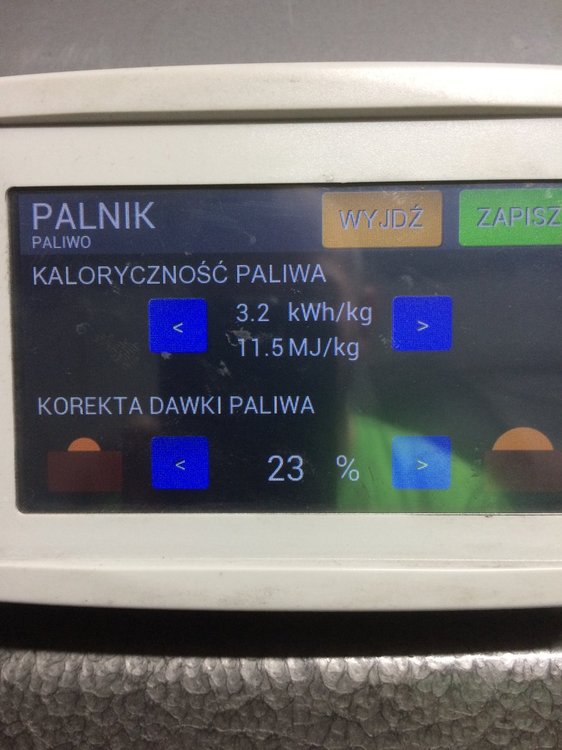 PALNIK
PALIWO
WYJDŹ
ZAPISZ
KALORYCZNOŚĆ PALIWA
< 3.2 kWh/kg >
11.5 MJ/kg
KOREKTA DAWKI PALIWA
< 23 % >